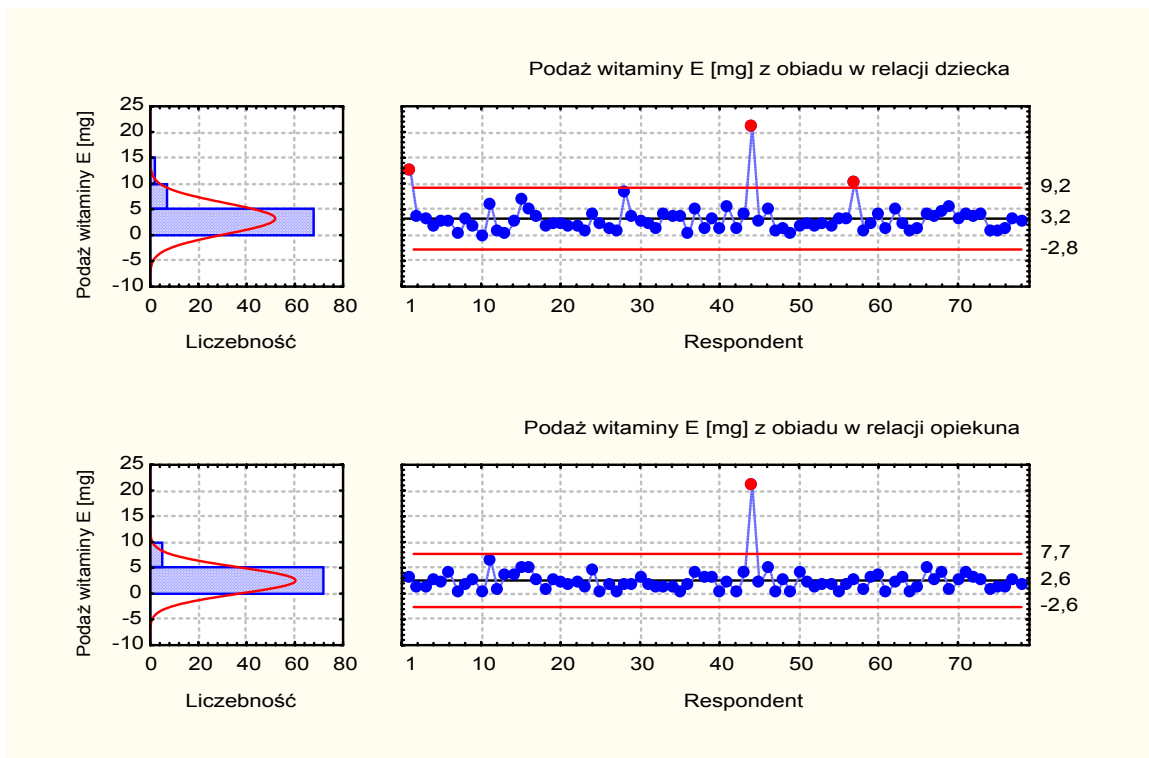 Podaż witaminy E [mg] z obiadu w relacji dziecka
Podaż witaminy E [mg]
25
20
15
10
5
0
-5
-10
0 20 40 60 80
Liczebność
9,2
3,2
-2,8
1 10 20 30 40 50 60 70
Respondent
Podaż witaminy E [mg] z obiadu w relacji opiekuna
Podaż witaminy E [mg]
25
20
15
10
5
0
-5
-10
0 20 40 60 80
Liczebność
7,7
2,6
-2,6
1 10 20 30 40 50 60 70
Respondent